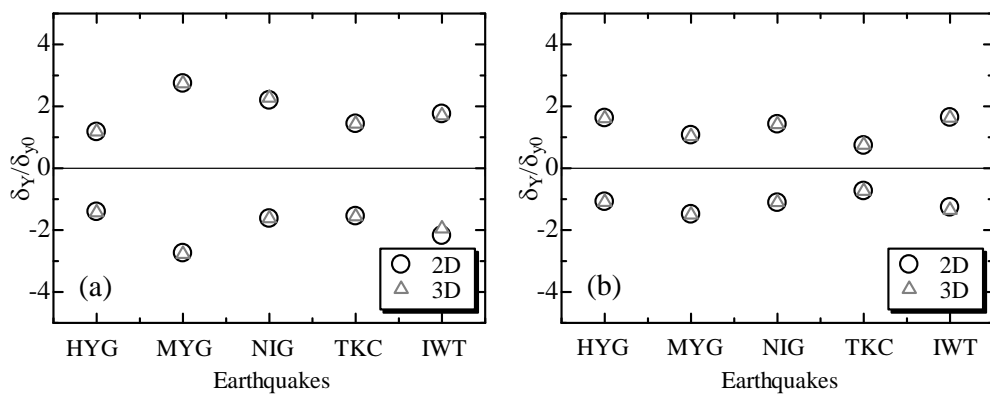 4
2
0
-2
-4
δY/δy0
(a)
2D
3D
HYG MYG NIG TKC IWT
Earthquakes
4
2
0
-2
-4
δY/δy0
(b)
2D
3D
HYG MYG NIG TKC IWT
Earthquakes